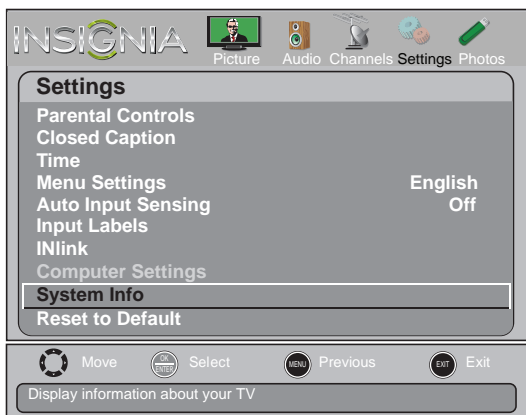 INSIGNIA
Picture Audio Channels Settings Photos
Settings
Parental Controls
Closed Caption
Time
Menu Settings English
Auto Input Sensing Off
Input Labels
INlink
Computer Settings
System Info
Reset to Default
Move OK ENTER Select MENU Previous EXIT Exit
Display information about your TV